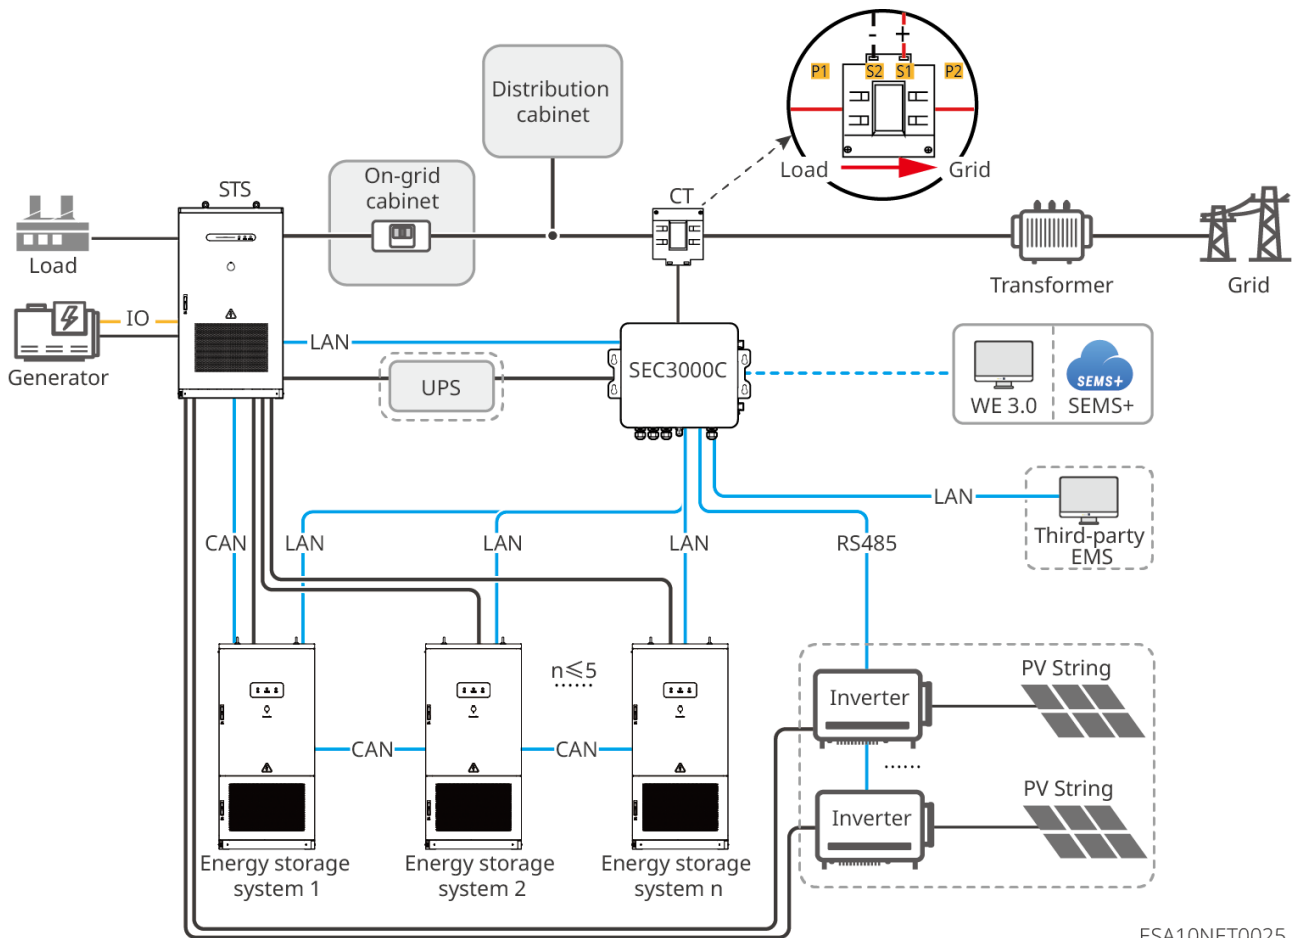 - +
P1 S2 S1 P2
Load Grid
Distribution
cabinet
On-grid
cabinet
STS
CT
Load
Transformer
Grid
IO
Generator
LAN
UPS
SEC3000C
SEMS+
WE 3.0 SEMS+
LAN
Third-party
EMS
CAN LAN LAN LAN RS485
n≤5
......
PV String
Inverter
CAN CAN
......
PV String
Inverter
Energy storage
system 1
Energy storage
system 2
Energy storage
system n